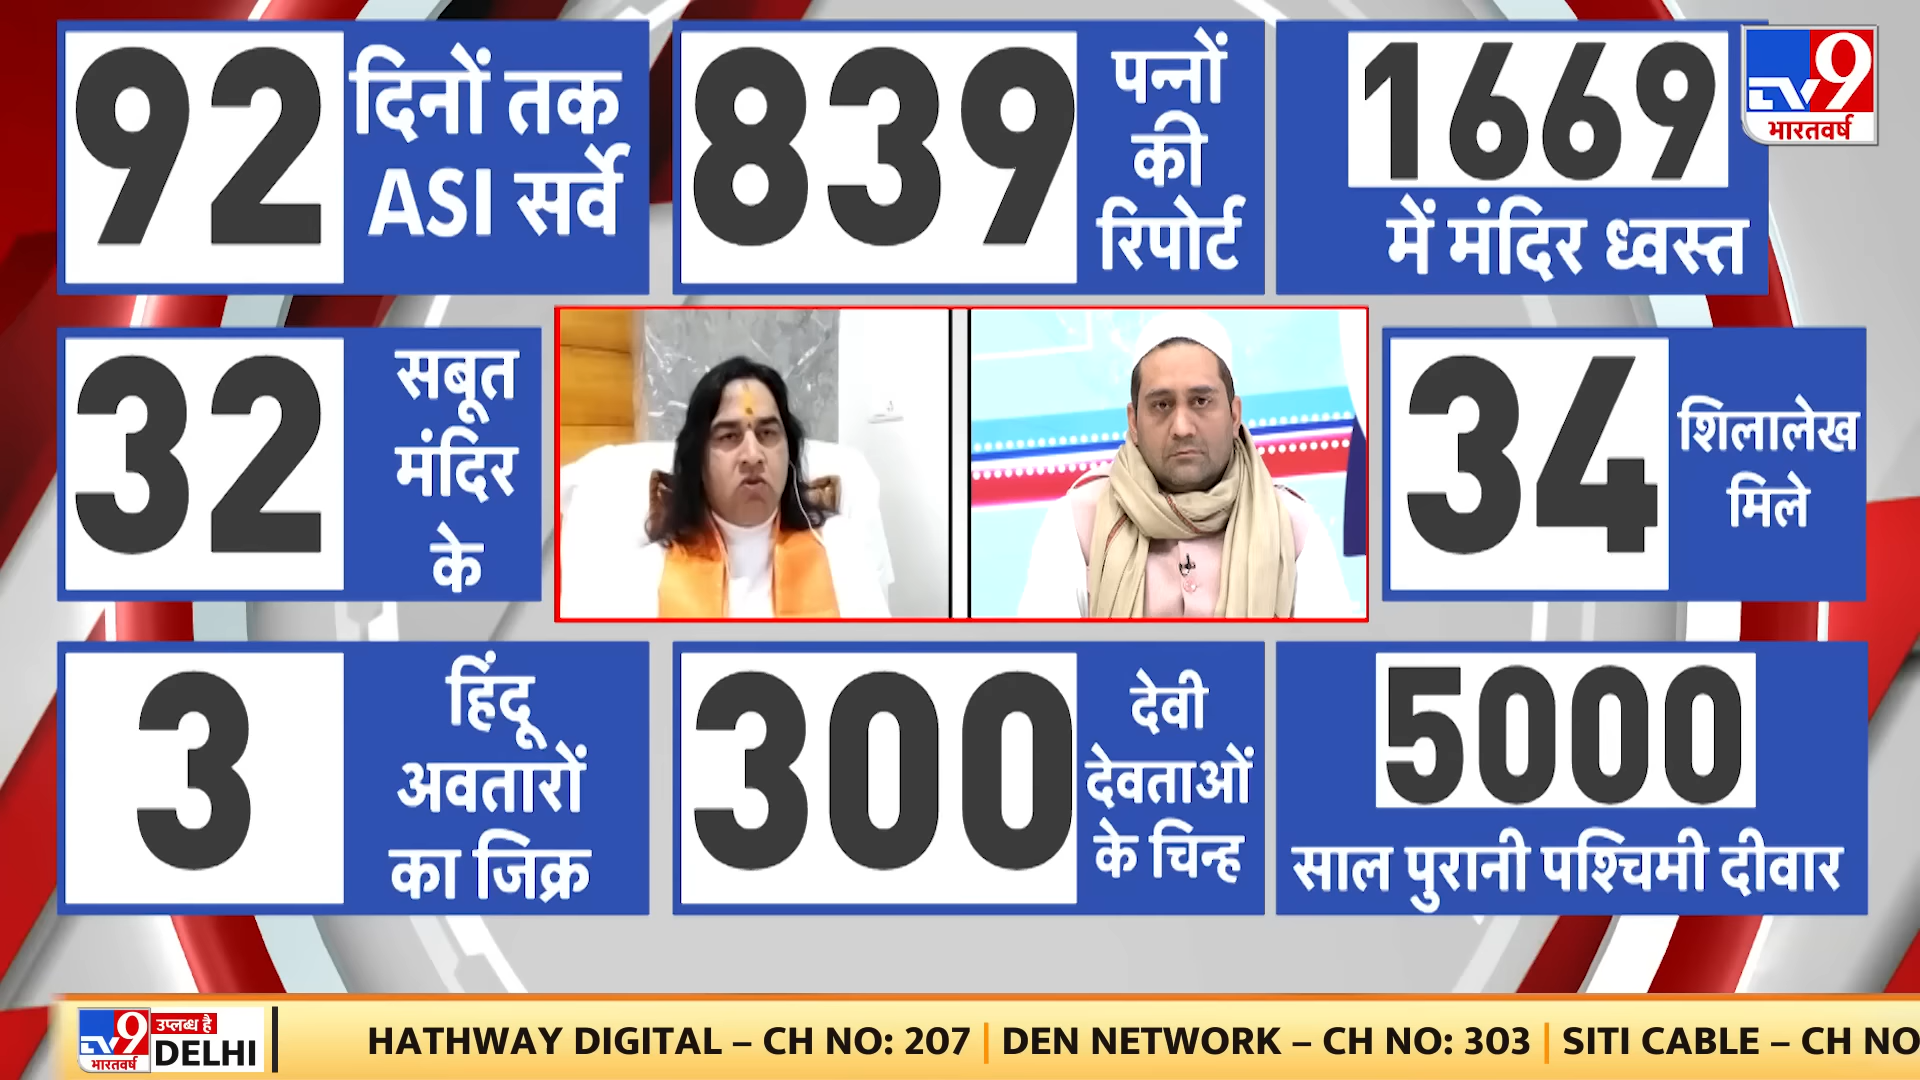 92
दिनों तक
ASI सर्वे
839
पन्नों
की
रिपोर्ट
1669
में मंदिर ध्वस्त
TV9
भारतवर्ष
32
सबूत
मंदिर
के
34
शिलालेख
मिले
3
हिंदू
अवतारों
का जिक्र
300
देवी
देवताओं
के चिन्ह
5000
साल पुरानी पश्चिमी दीवार
TV9
भारतवर्ष
उपलब्ध है
DELHI
HATHWAY DIGITAL – CH NO: 207 | DEN NETWORK – CH NO: 303 | SITI CABLE – CH NO